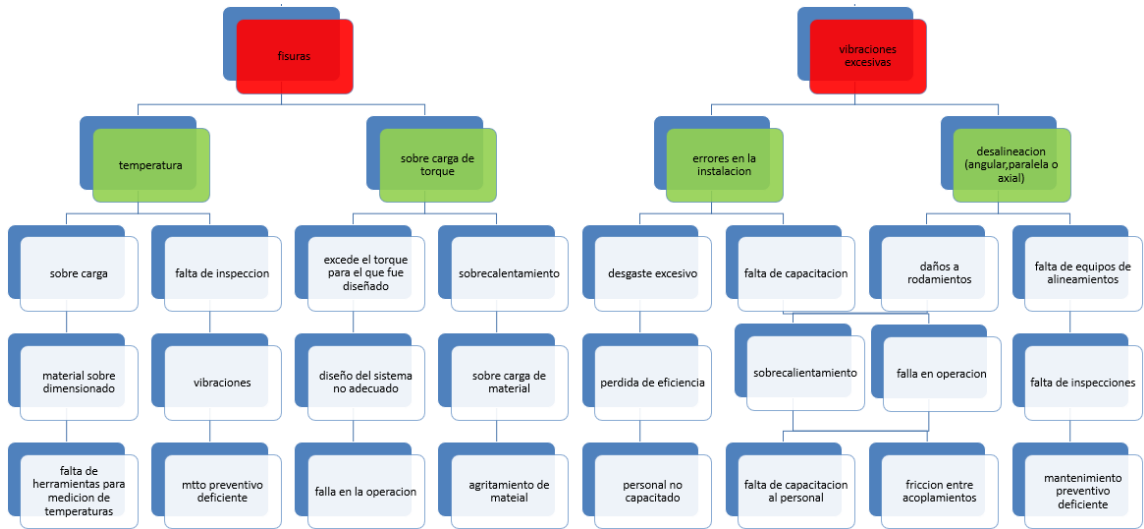 fisuras
vibraciones
excesivas
temperatura
sobre carga de
torque
errores en la
instalacion
desalineacion
(angular,paralela o
axial)
sobre carga
falta de inspeccion
excede el torque
para el que fue
diseñado
sobrecalentamiento
desgaste excesivo
falta de capacitacion
daños a
rodamientos
falta de equipos de
alineamientos
material sobre
dimensionado
vibraciones
diseño del sistema
no adecuado
sobre carga de
material
perdida de eficiencia
sobrecalientamiento
falla en operacion
falta de inspecciones
falta de
herramientas para
medicion de
temperaturas
mtto preventivo
deficiente
falla en la operacion
agritamiento de
mateial
personal no
capacitado
falta de capacitacion
al personal
friccion entre
acoplamientos
mantenimiento
preventivo
deficiente